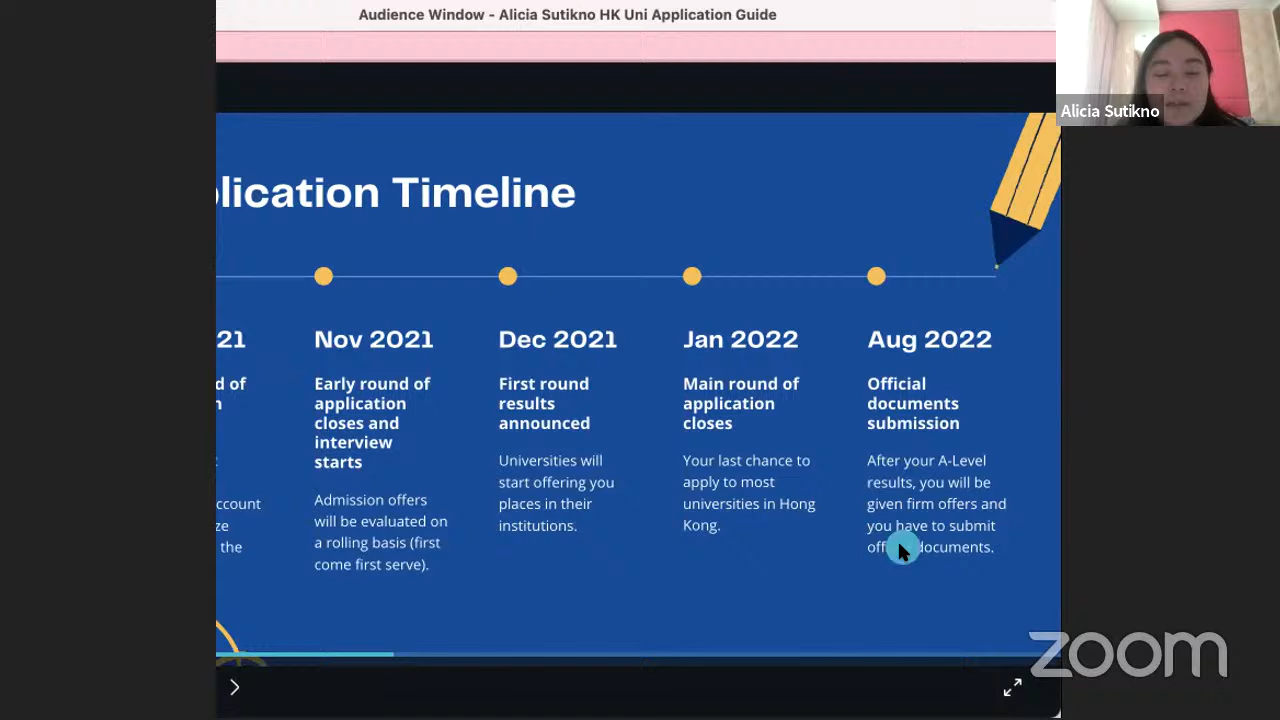 Audience Window - Alicia Sutikno HK Uni Application Guide
Alicia Sutikno
plication Timeline
21
d of
Nov 2021
Early round of
application
closes and
interview
starts
Admission offers
will be evaluated on
a rolling basis (first
come first serve).
Dec 2021
First round
results
announced
Universities will
start offering you
places in their
institutions.
Jan 2022
Main round of
application
closes
Your last chance to
apply to most
universities in Hong
Kong.
Aug 2022
Official
documents
submission
After your A-Level
results, you will be
given firm offers and
you have to submit
documents.
ccount
ze
the
zoom